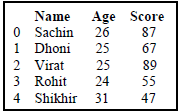 Name Age Score
0 Sachin 26 87
1 Dhoni 25 67
2 Virat 25 89
3 Rohit 24 55
4 Shikhir 31 47